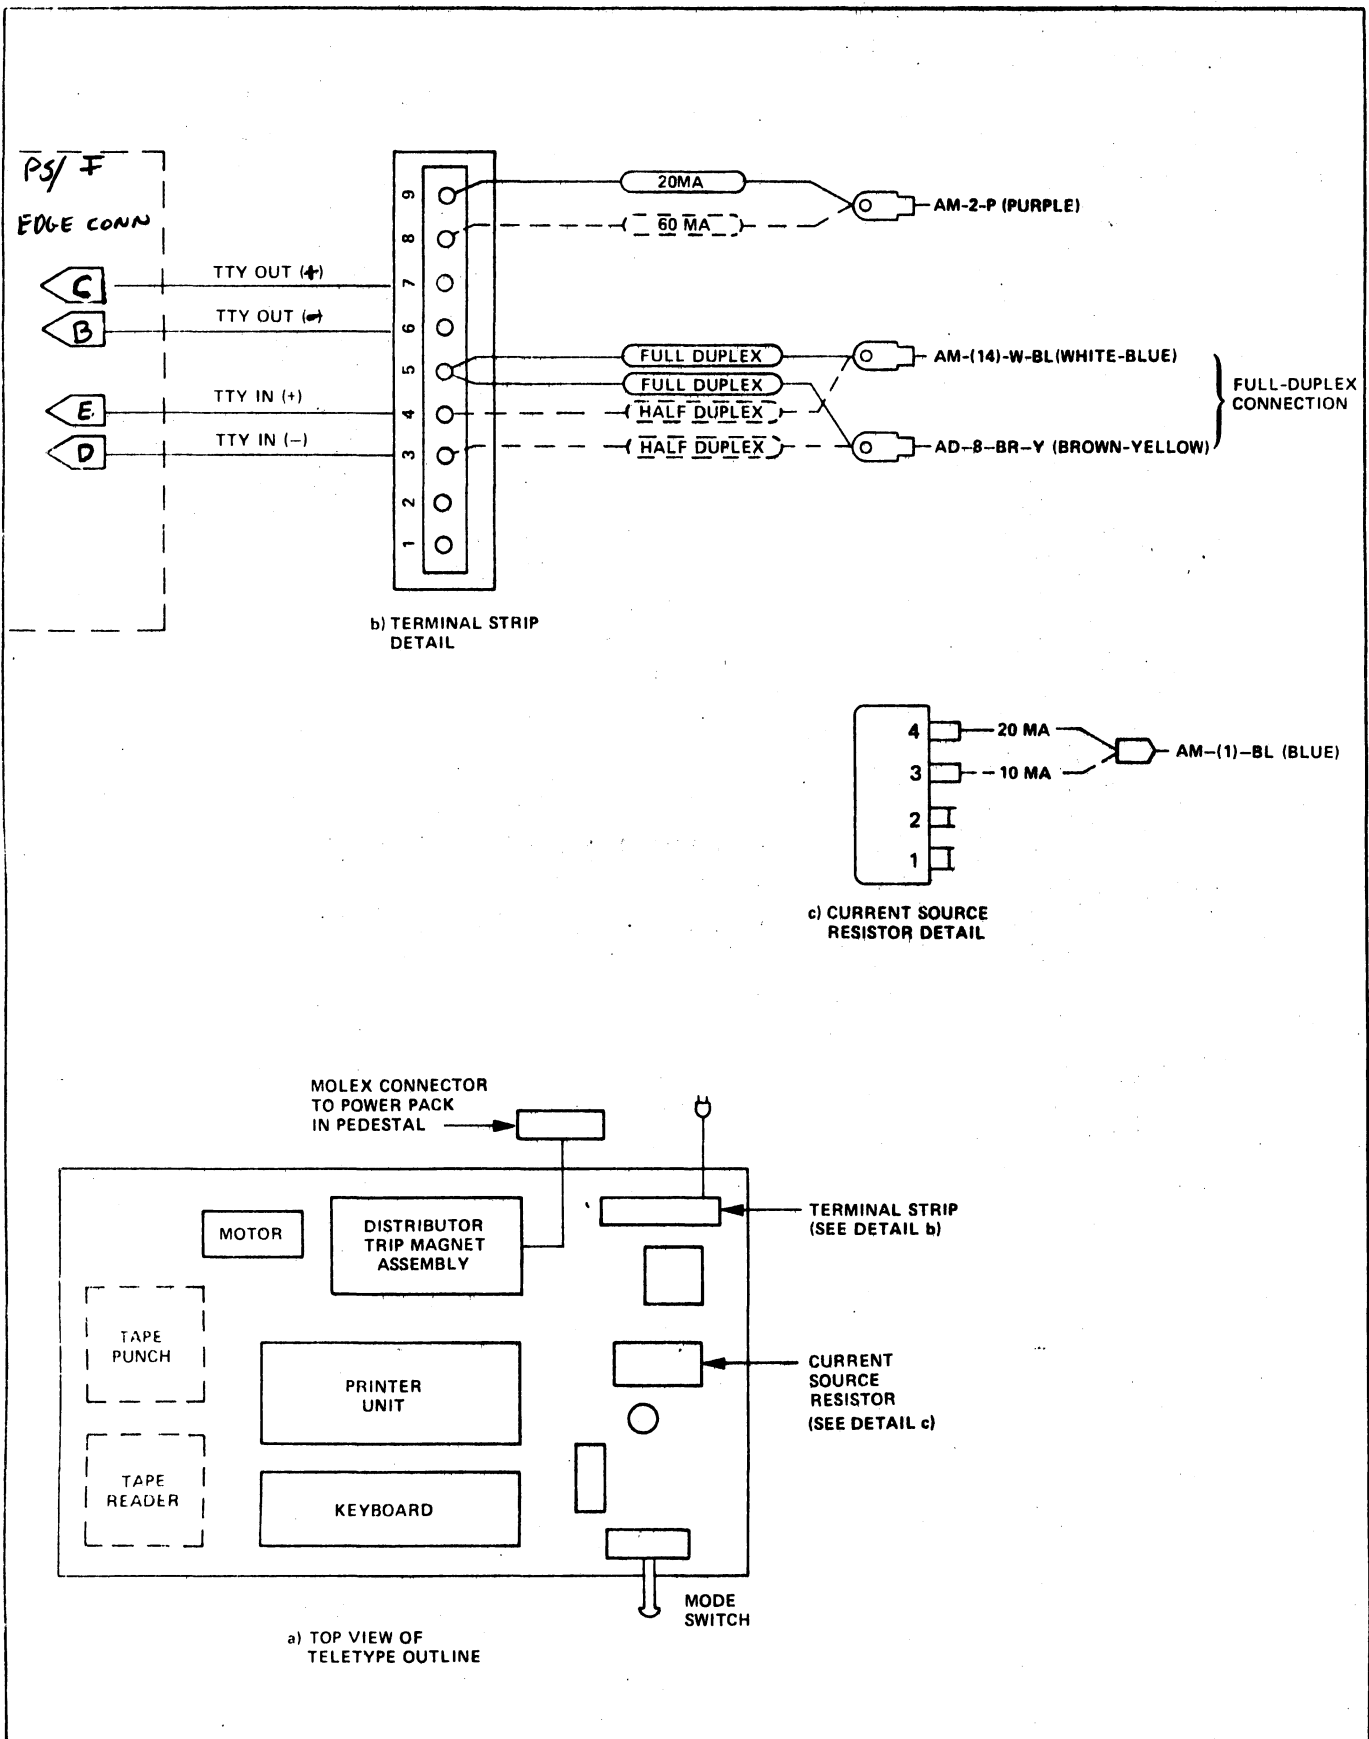 PS/I
EDGE CONN
C
B
E
D
TTY OUT (+)
TTY OUT (-)
TTY IN (+)
TTY IN (−)
9
8
7
6
5
4
3
2
1
20MA
60 MA
AM-2-P (PURPLE)
FULL DUPLEX
FULL DUPLEX
HALF DUPLEX
HALF DUPLEX
AM-(14)-W-BL(WHITE-BLUE)
AD-8-BR-Y (BROWN-YELLOW)
FULL-DUPLEX
CONNECTION
b) TERMINAL STRIP
DETAIL
4
3
2
1
20 MA
10 MA
AM-(1)-BL (BLUE)
c) CURRENT SOURCE
RESISTOR DETAIL
MOLEX CONNECTOR
TO POWER PACK
IN PEDESTAL
MOTOR
DISTRIBUTOR
TRIP MAGNET
ASSEMBLY
TERMINAL STRIP
(SEE DETAIL b)
TAPE
PUNCH
PRINTER
UNIT
CURRENT
SOURCE
RESISTOR
(SEE DETAIL c)
TAPE
READER
KEYBOARD
MODE
SWITCH
a) TOP VIEW OF
TELETYPE OUTLINE